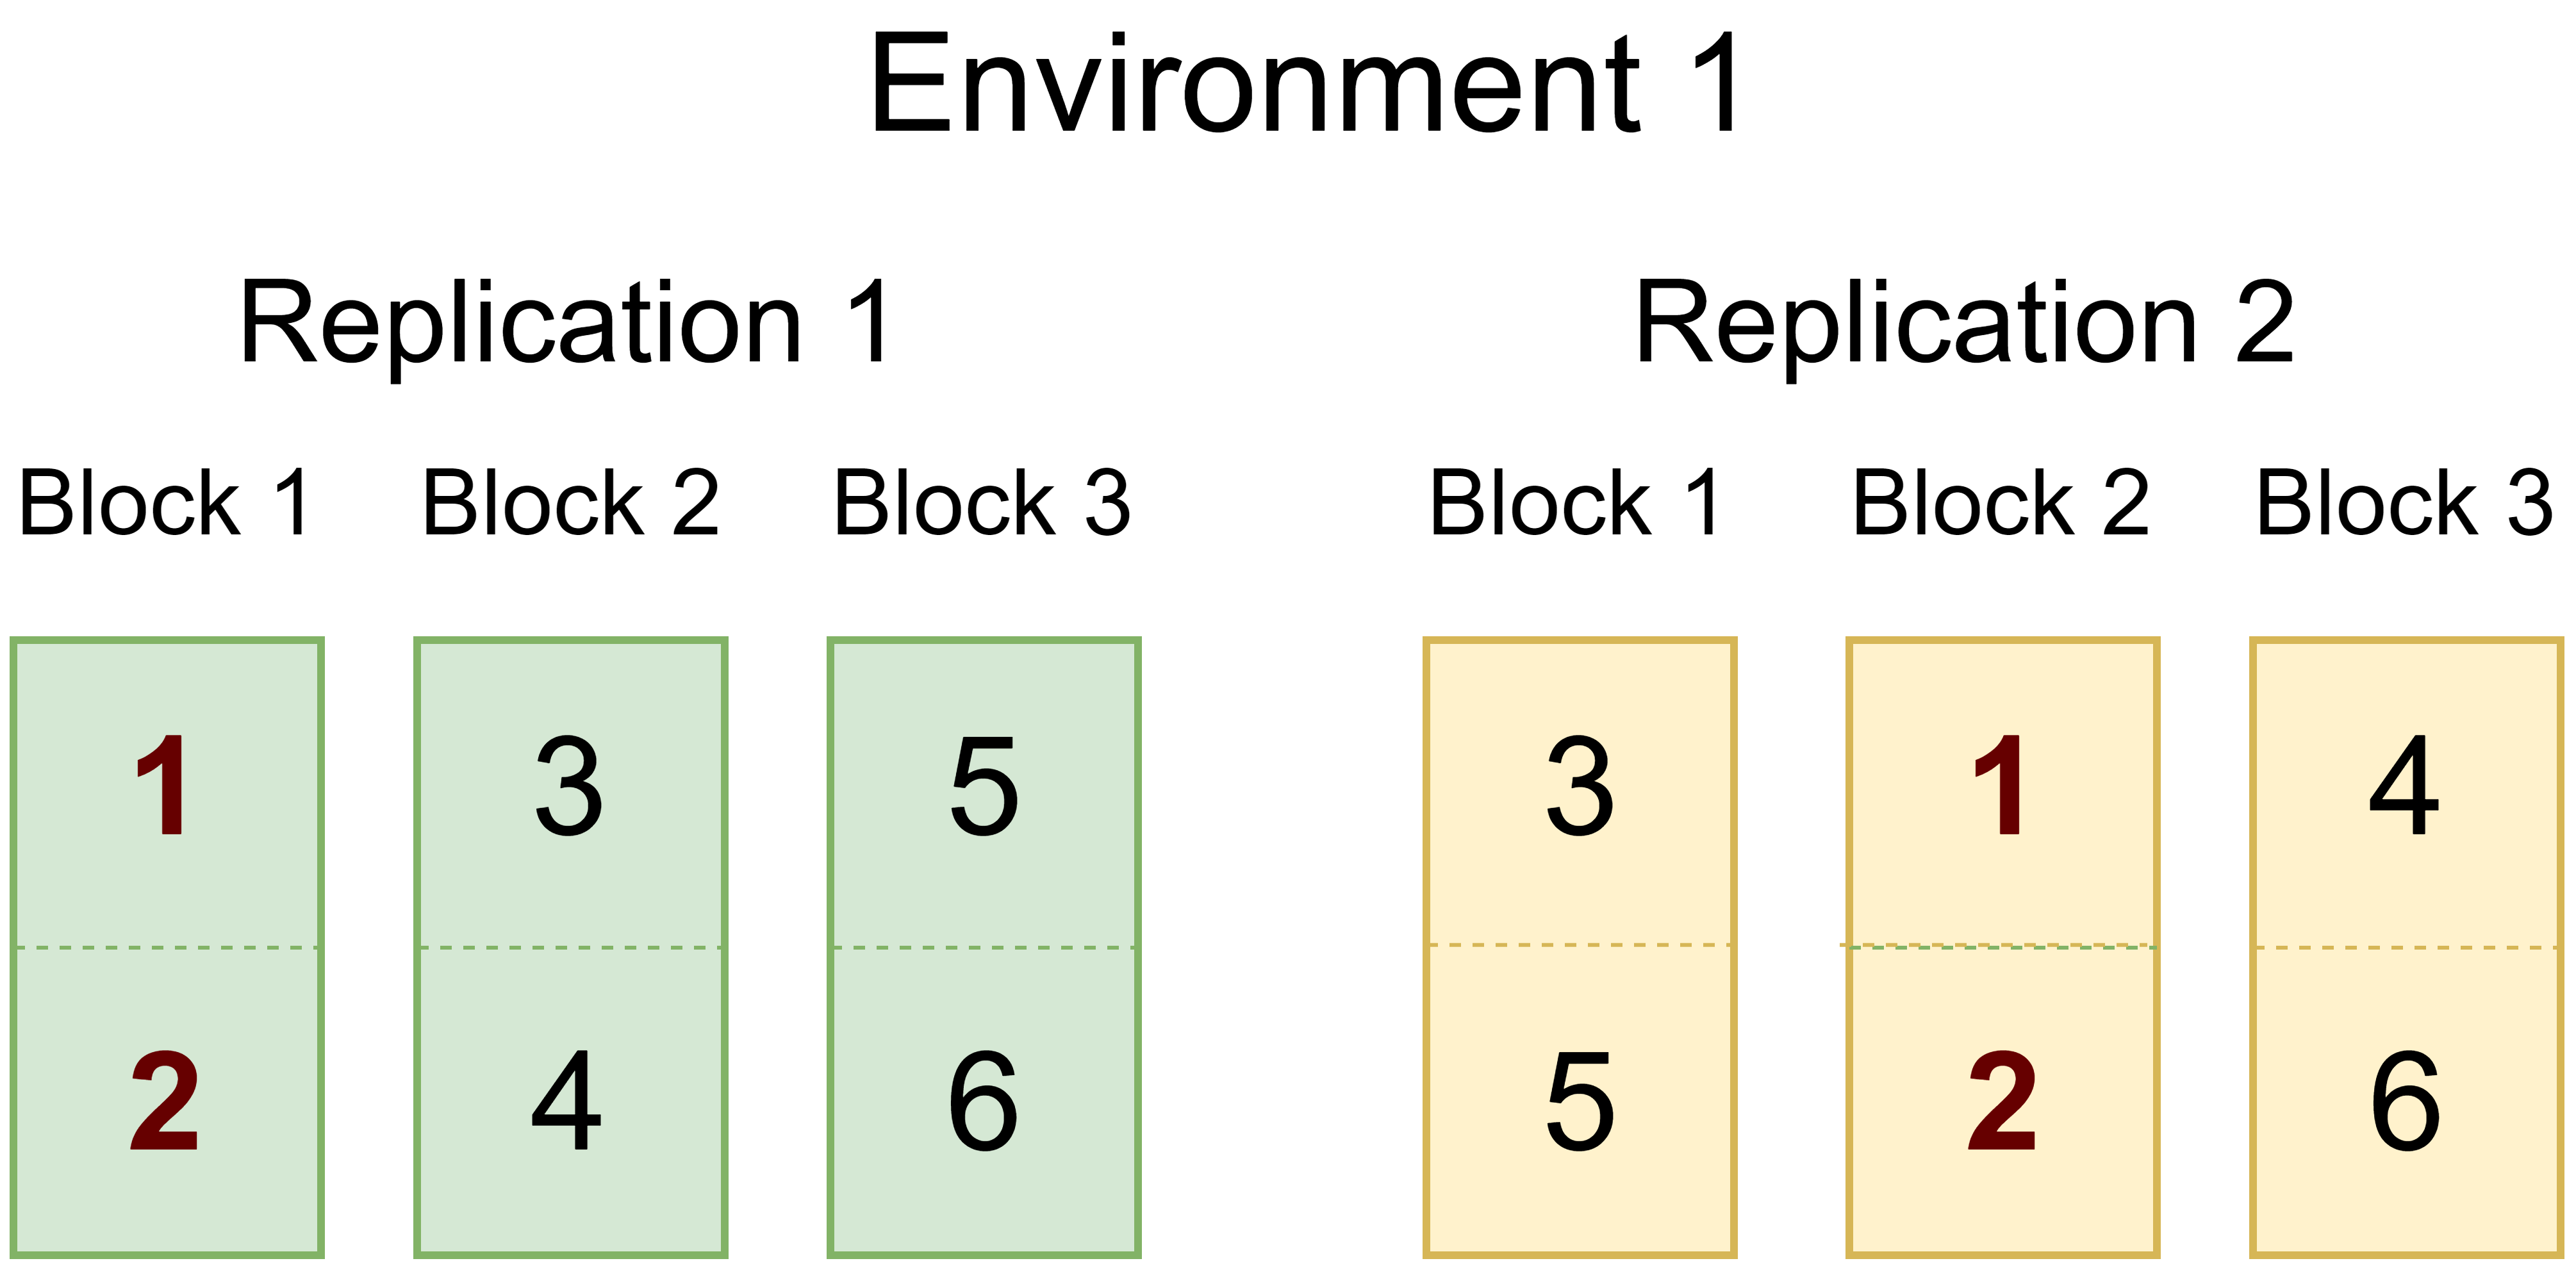 Environment 1
Replication 1 Replication 2
Block 1 Block 2 Block 3 Block 1 Block 2 Block 3
1 3 5 3 1 4
2 4 6 5 2 6